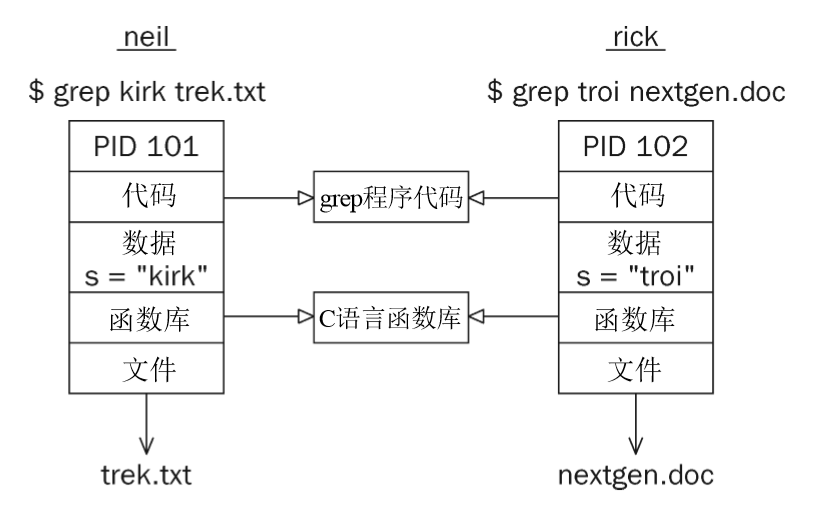 neil
$ grep kirk trek.txt
PID 101
代码
数据
s = "kirk"
函数库
文件
trek.txt
grep程序代码
C语言函数库
rick
$ grep troi nextgen.doc
PID 102
代码
数据
s = "troi"
函数库
文件
nextgen.doc